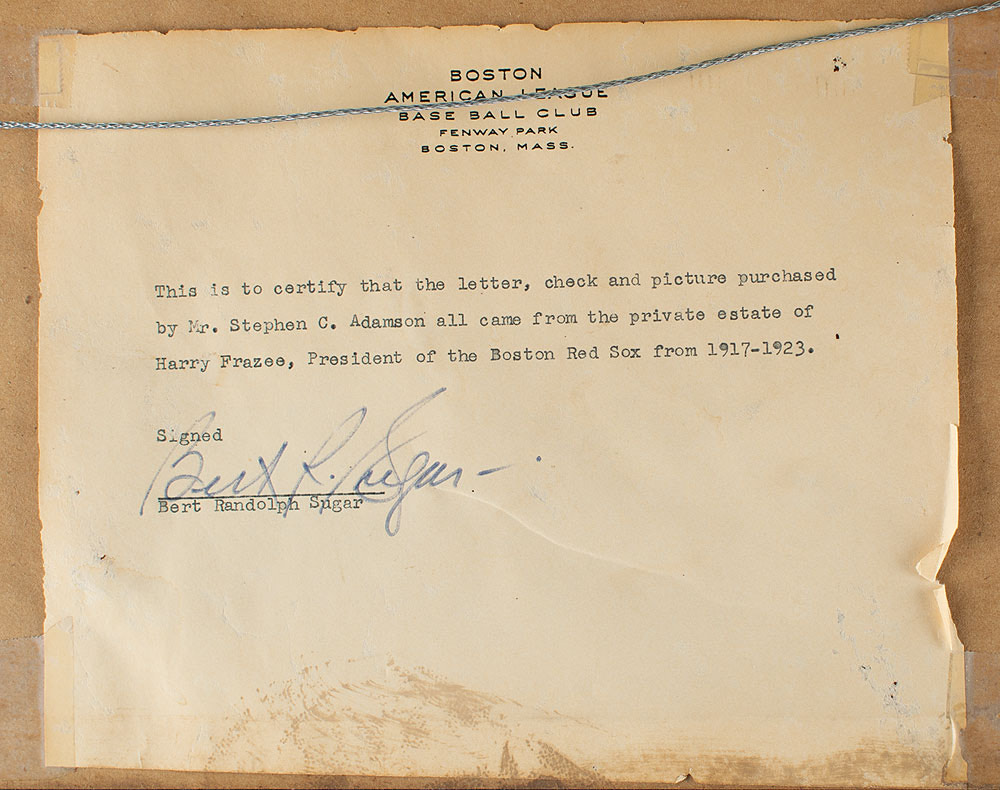 BOSTON
AMERICAN LEAGUE
BASE BALL CLUB
FENWAY PARK
BOSTON, MASS.
This is to certify that the letter, check and picture purchased
by Mr. Stephen C. Adamson all came from the private estate of
Harry Frazee, President of the Boston Red Sox from 1917-1923.
Signed
Bert R. Sugar
Bert Randolph Sugar